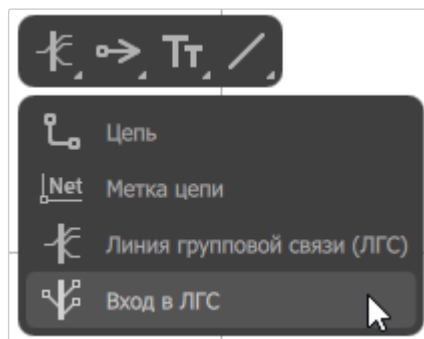 Тт
Цепь
Net
Метка цепи
Линия групповой связи (ЛГС)
Вход в ЛГС